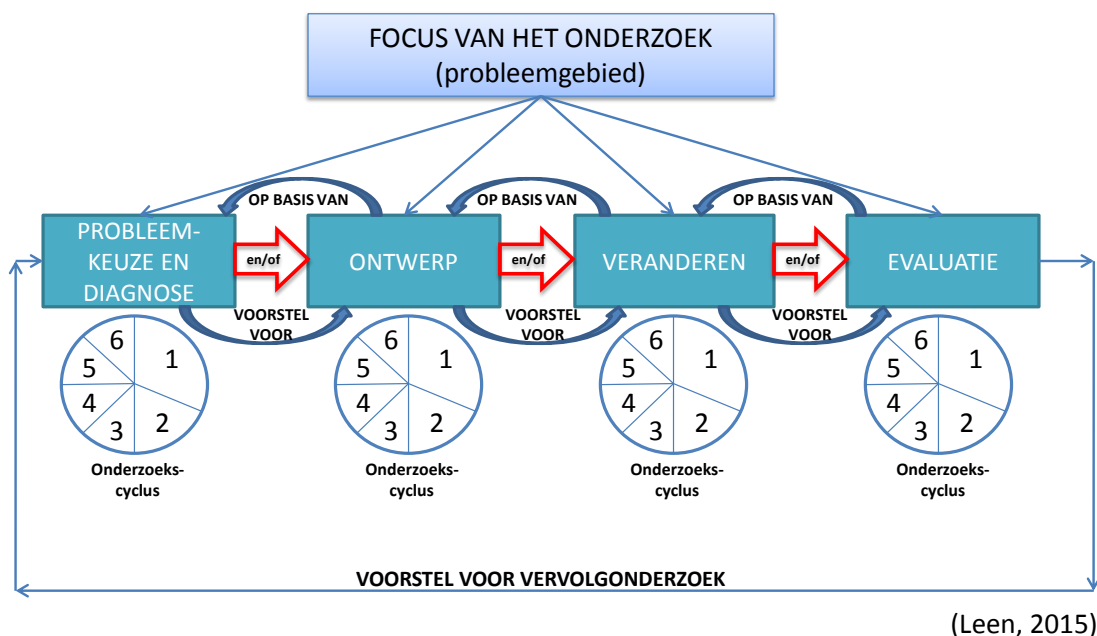 FOCUS VAN HET ONDERZOEK
(probleemgebied)
OP BASIS VAN
OP BASIS VAN
OP BASIS VAN
PROBLEEM-
KEUZE EN
DIAGNOSE
en/of
ONTWERP
en/of
VERANDEREN
en/of
EVALUATIE
VOORSTEL
VOOR
VOORSTEL
VOOR
VOORSTEL
VOOR
6 1
5
4 2
3
6 1
5
4 2
3
6 1
5
4 2
3
6 1
5
4 2
3
Onderzoeks-
cyclus
Onderzoeks-
cyclus
Onderzoeks-
cyclus
Onderzoeks-
cyclus
VOORSTEL VOOR VERVOLGONDERZOEK
(Leen, 2015)